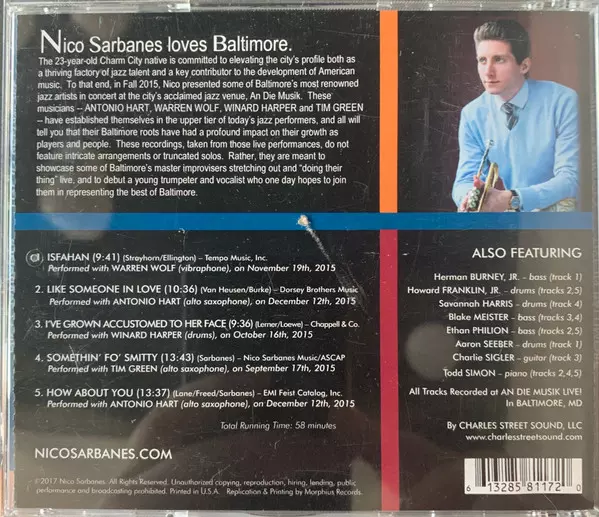 Nico Sarbanes loves Baltimore.
The 23-year-old Charm City native is committed to elevating the city's profile both as
a thriving factory of jazz talent and a key contributor to the development of American
music. To that end, in Fall 2015, Nico presented some of Baltimore's most renowned
jazz artists in concert at the city's acclaimed jazz venue, An Die Musik. These
musicians -- ANTONIO HART, WARREN WOLF, WINARD HARPER and TIM GREEN
– have established themselves in the upper tier of today's jazz performers, and all will
tell you that their Baltimore roots have had a profound impact on their growth as
players and people. These recordings, taken from those live performances, do not
feature intricate arrangements or truncated solos. Rather, they are meant to
showcase some of Baltimore's master improvisers stretching out and "doing their
thing" live, and to debut a young trumpeter and vocalist who one day hopes to join
them in representing the best of Baltimore.
ISFAHAN (9:41) (Strayhorn/Ellington) – Tempo Music, Inc.
Performed with WARREN WOLF (vibraphone), on November 19th, 2015
2. LIKE SOMEONE IN LOVE (10:36) (Van Heusen/Burke) – Dorsey Brothers Music
Performed with ANTONIO HART (alto saxophone), on December 12th, 2015
3. I'VE GROWN ACCUSTOMED TO HER FACE (9:36) (Lerner/Loewe) – Chappell & Co.
Performed with WINARD HARPER (drums), on October 16th, 2015
4. SOMETHIN' FO' SMITTY (13:43) (Sarbanes) – Nico Sarbanes Music/ASCAP
Performed with TIM GREEN (alto saxophone), on September 17th, 2015
5. HOW ABOUT YOU (13:37) (Lane/Freed/Sarbanes) – EMI Feist Catalog, Inc.
Performed with ANTONIO HART (alto saxophone), on December 12th, 2015
Total Running Time: 58 minutes
NICOSARBANES.COM
©2017 Nico Sarbanes. All Rights Reserved. Unauthorized copying, reproduction, hiring, lending, public
performance and broadcasting prohibited. Printed in U.S.A. Replication & Printing by Morphius Records.
ALSO FEATURING
Herman BURNEY, JR. – bass (track 1)
Howard FRANKLIN, JR. – drums (tracks 2,5)
Savannah HARRIS – drums (track 4)
Blake MEISTER – bass (tracks 3,4)
Ethan PHILION – bass (tracks 2,5)
Aaron SEEBER – drums (track 1)
Charlie SIGLER – guitar (track 3)
Todd SIMON – piano (tracks 2,4,5)
All Tracks Recorded at AN DIE MUSIK LIVE!
In BALTIMORE, MD
By CHARLES STREET SOUND, LLC
www.charlesstreetsound.com
6 13285 81172 0